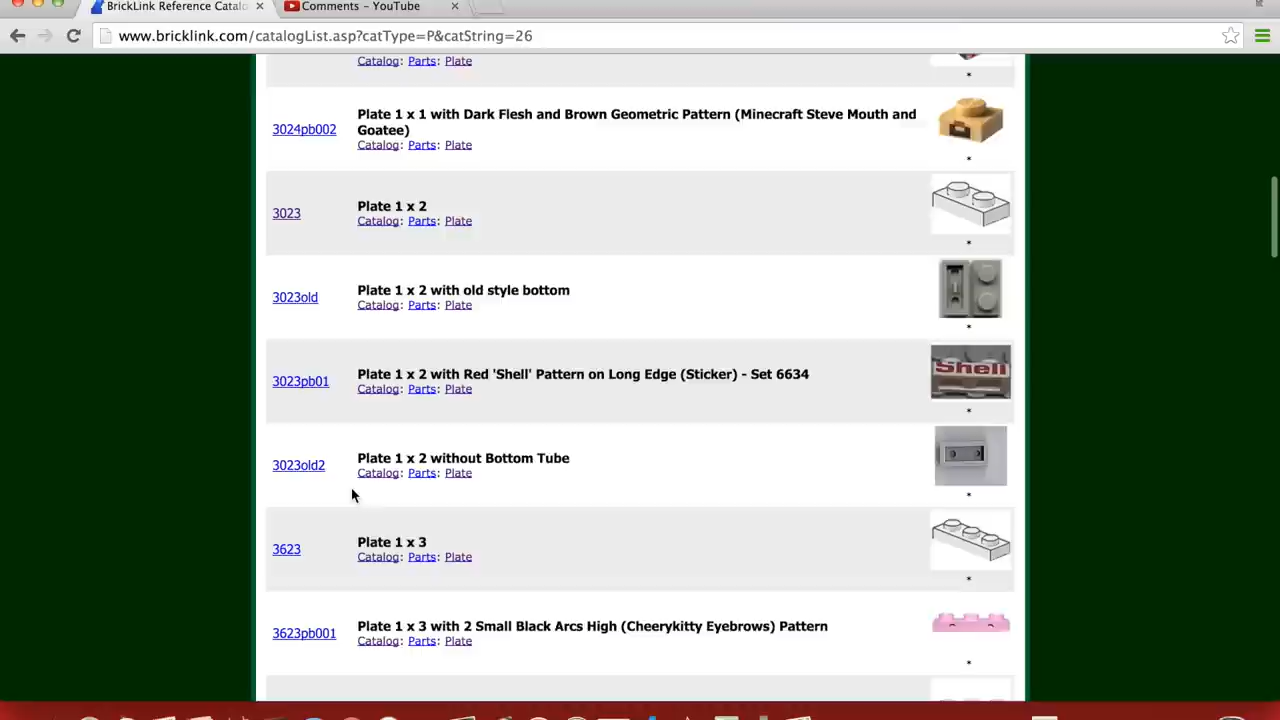 BrickLink Reference Catalo
Comments – YouTube
www.bricklink.com/catalogList.asp?catType=P&catString=26
Catalog: Parts: Plate
*
3024pb002
Plate 1 x 1 with Dark Flesh and Brown Geometric Pattern (Minecraft Steve Mouth and
Goatee)
Catalog: Parts: Plate
*
3023
Plate 1 x 2
Catalog: Parts: Plate
*
3023old
Plate 1 x 2 with old style bottom
Catalog: Parts: Plate
*
3023pb01
Plate 1 x 2 with Red 'Shell' Pattern on Long Edge (Sticker) - Set 6634
Catalog: Parts: Plate
Shell
*
3023old2
Plate 1 x 2 without Bottom Tube
Catalog: Parts: Plate
*
3623
Plate 1 x 3
Catalog: Parts: Plate
*
3623pb001
Plate 1 x 3 with 2 Small Black Arcs High (Cheerykitty Eyebrows) Pattern
Catalog: Parts: Plate
*